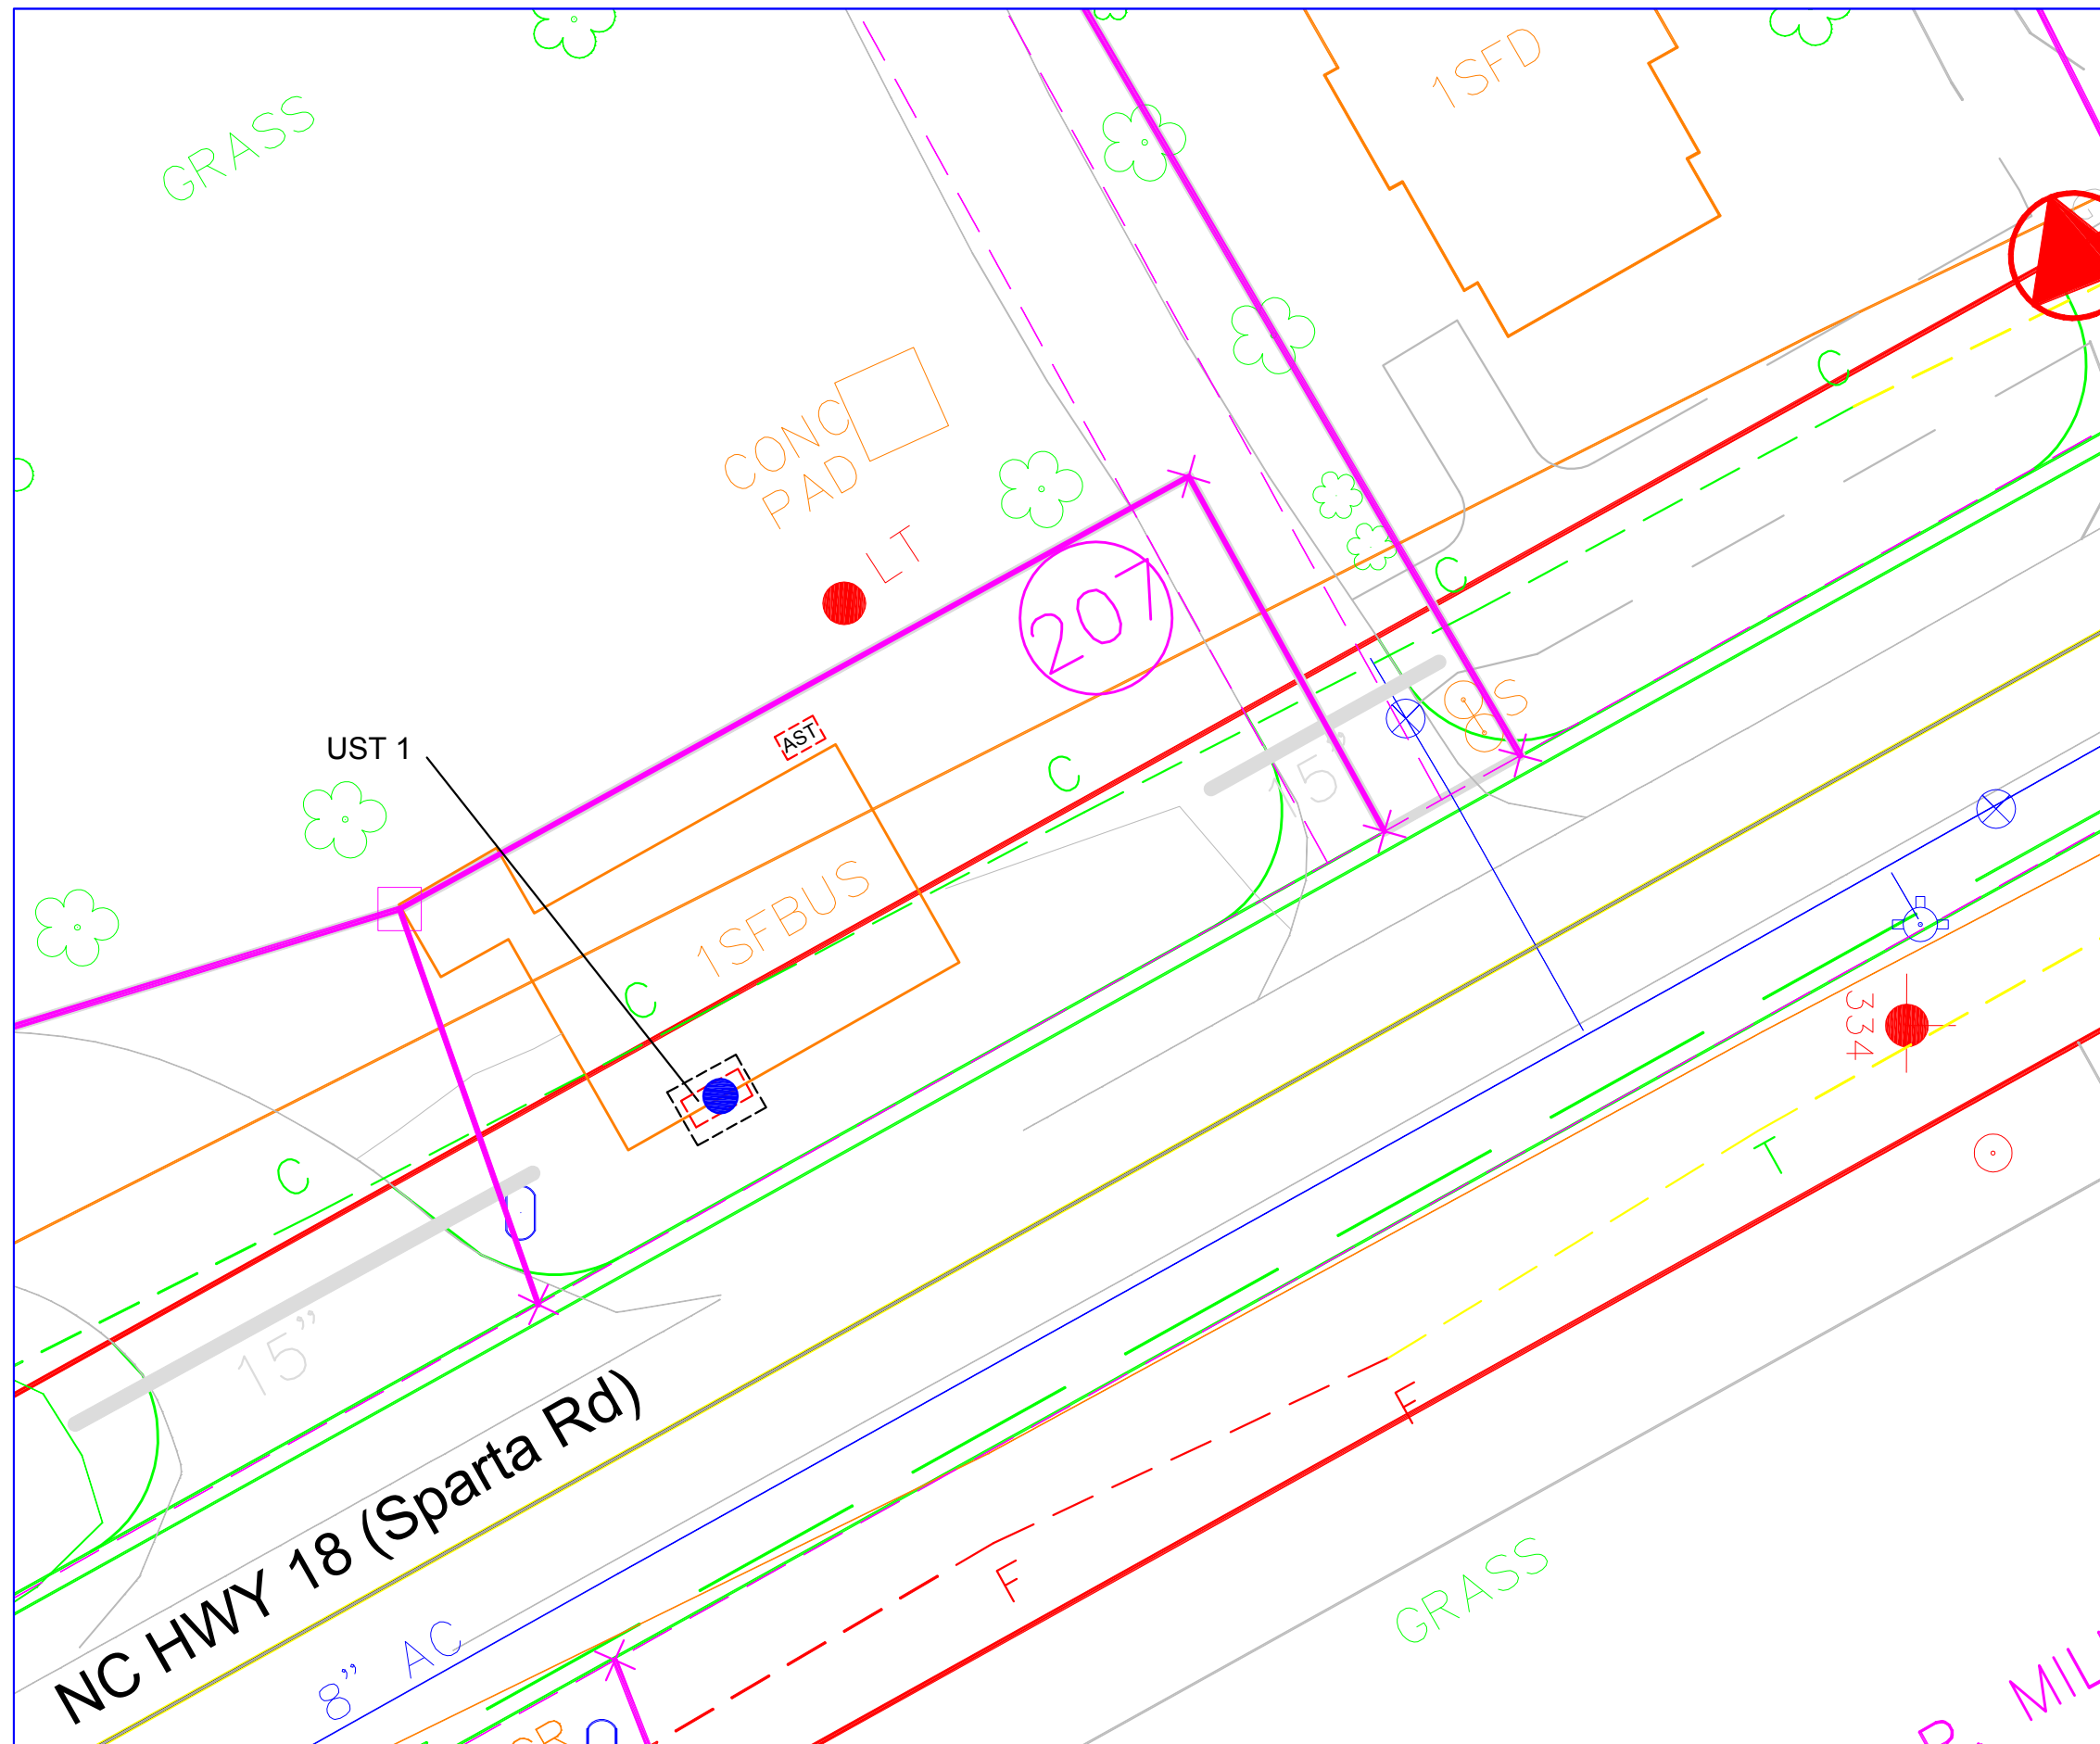 GRASS
1SFD
C
CONC
PAD
LT
201
C
S
AST
UST 1
C
15"
1SFBUS
C
334
C
T
15”
F
NC HWY 18 (Sparta Rd)
F
GRASS
8” AC